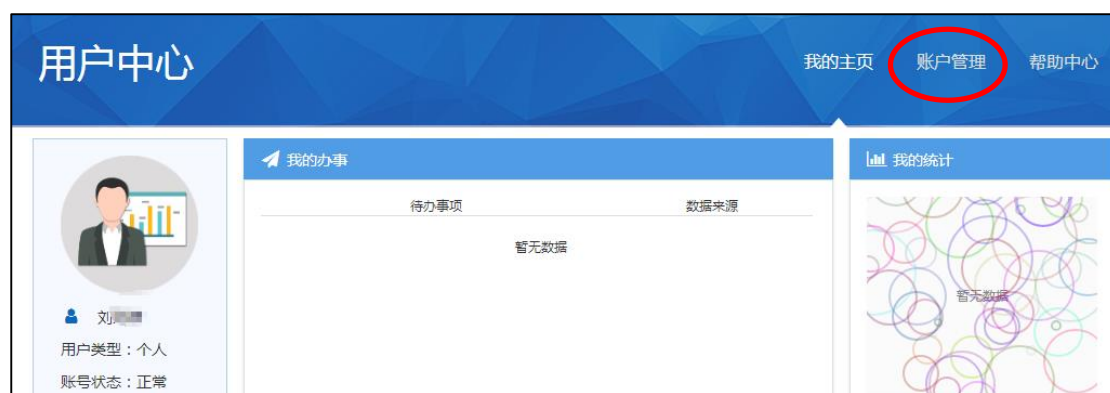 用户中心
我的主页 账户管理 帮助中心
我的办事
待办事项 数据来源
暂无数据
我的统计
暂无数据
刘
用户类型：个人
账号状态：正常